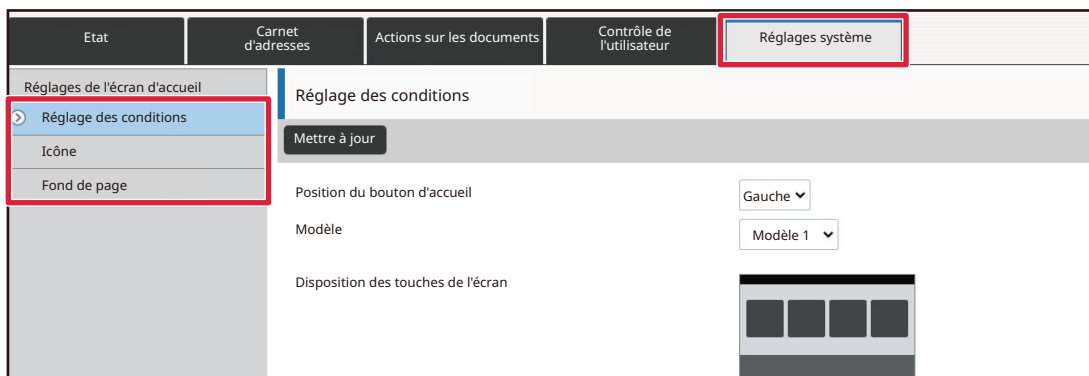 Etat
Carnet
d'adresses
Actions sur les documents
Contrôle de
l'utilisateur
Réglages système
Réglages de l'écran d'accueil
Réglage des conditions
Icône
Fond de page
Réglage des conditions
Mettre à jour
Position du bouton d'accueil
Gauche
Modèle
Modèle 1
Disposition des touches de l'écran